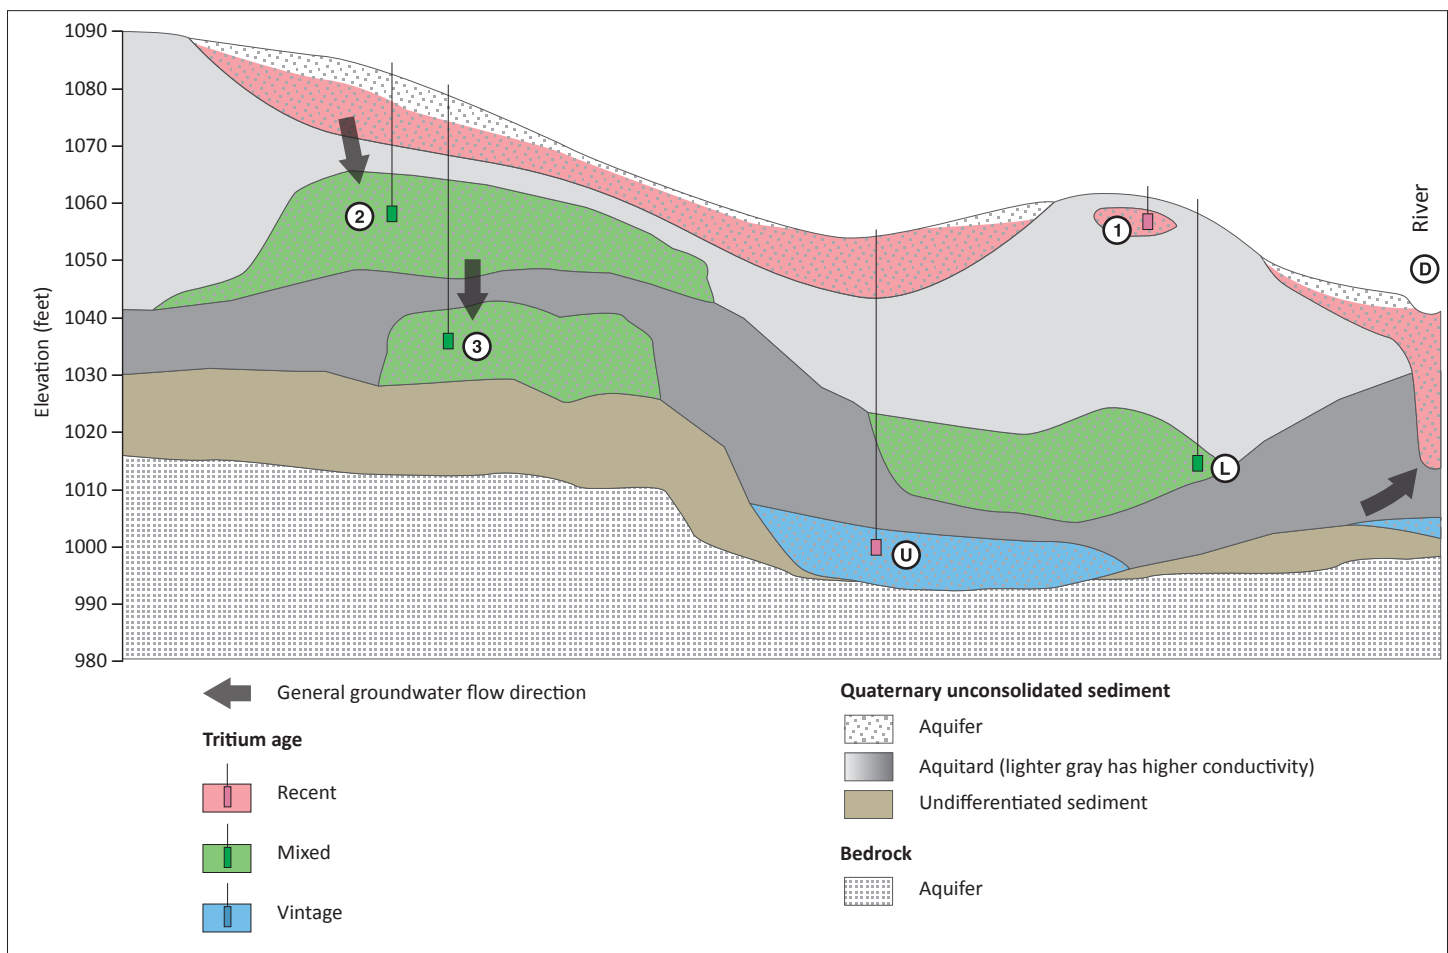 Elevation (feet)
1090
1080
1070
1060
1050
1040
1030
1020
1010
1000
990
980
2
3
1
River
D
L
U
General groundwater flow direction
Tritium age
Recent
Mixed
Vintage
Quaternary unconsolidated sediment
Aquifer
Aquitard (lighter gray has higher conductivity)
Undifferentiated sediment
Bedrock
Aquifer